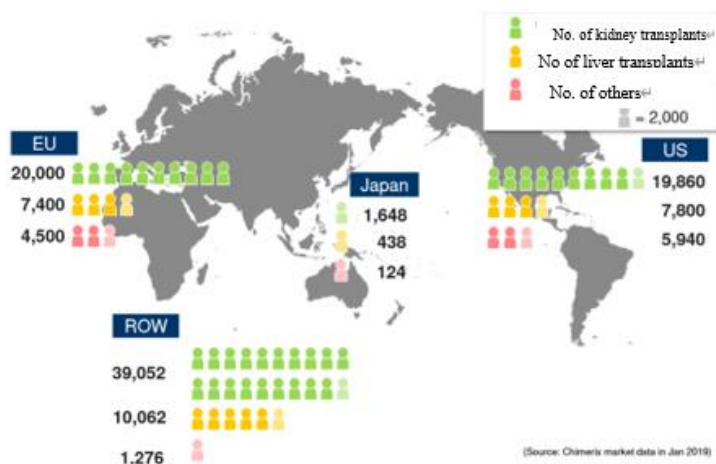 No. of kidney transplants↵
No of liver transplants↵
No. of others↵
= 2,000
EU
20,000
7,400
4,500
Japan
1,648
438
124
US
19,860
7,800
5,940
ROW
39,052
10,062
1.276
(Source: Chimerix market data in Jan 2019)